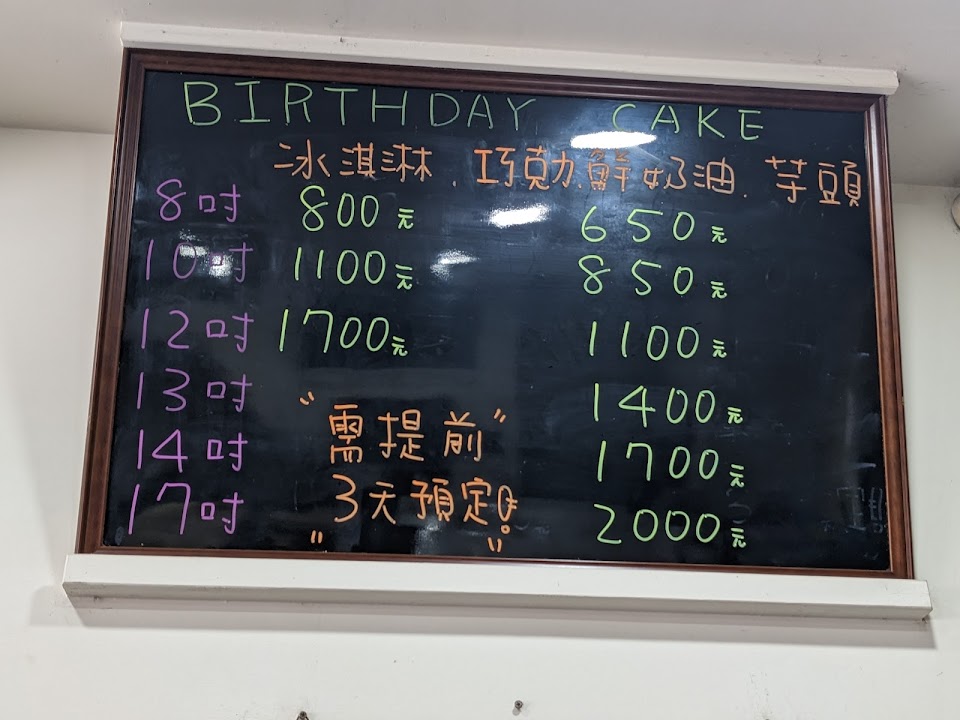 BIRTHDAY CAKE
冰淇淋.巧克力.鮮奶油.芋頭
8吋 800元 650元
10吋 1100元 850元
12吋 1700元 1100元
13吋 1400元
"需提前"
14吋 1700元
3天預定!
17吋 2000元